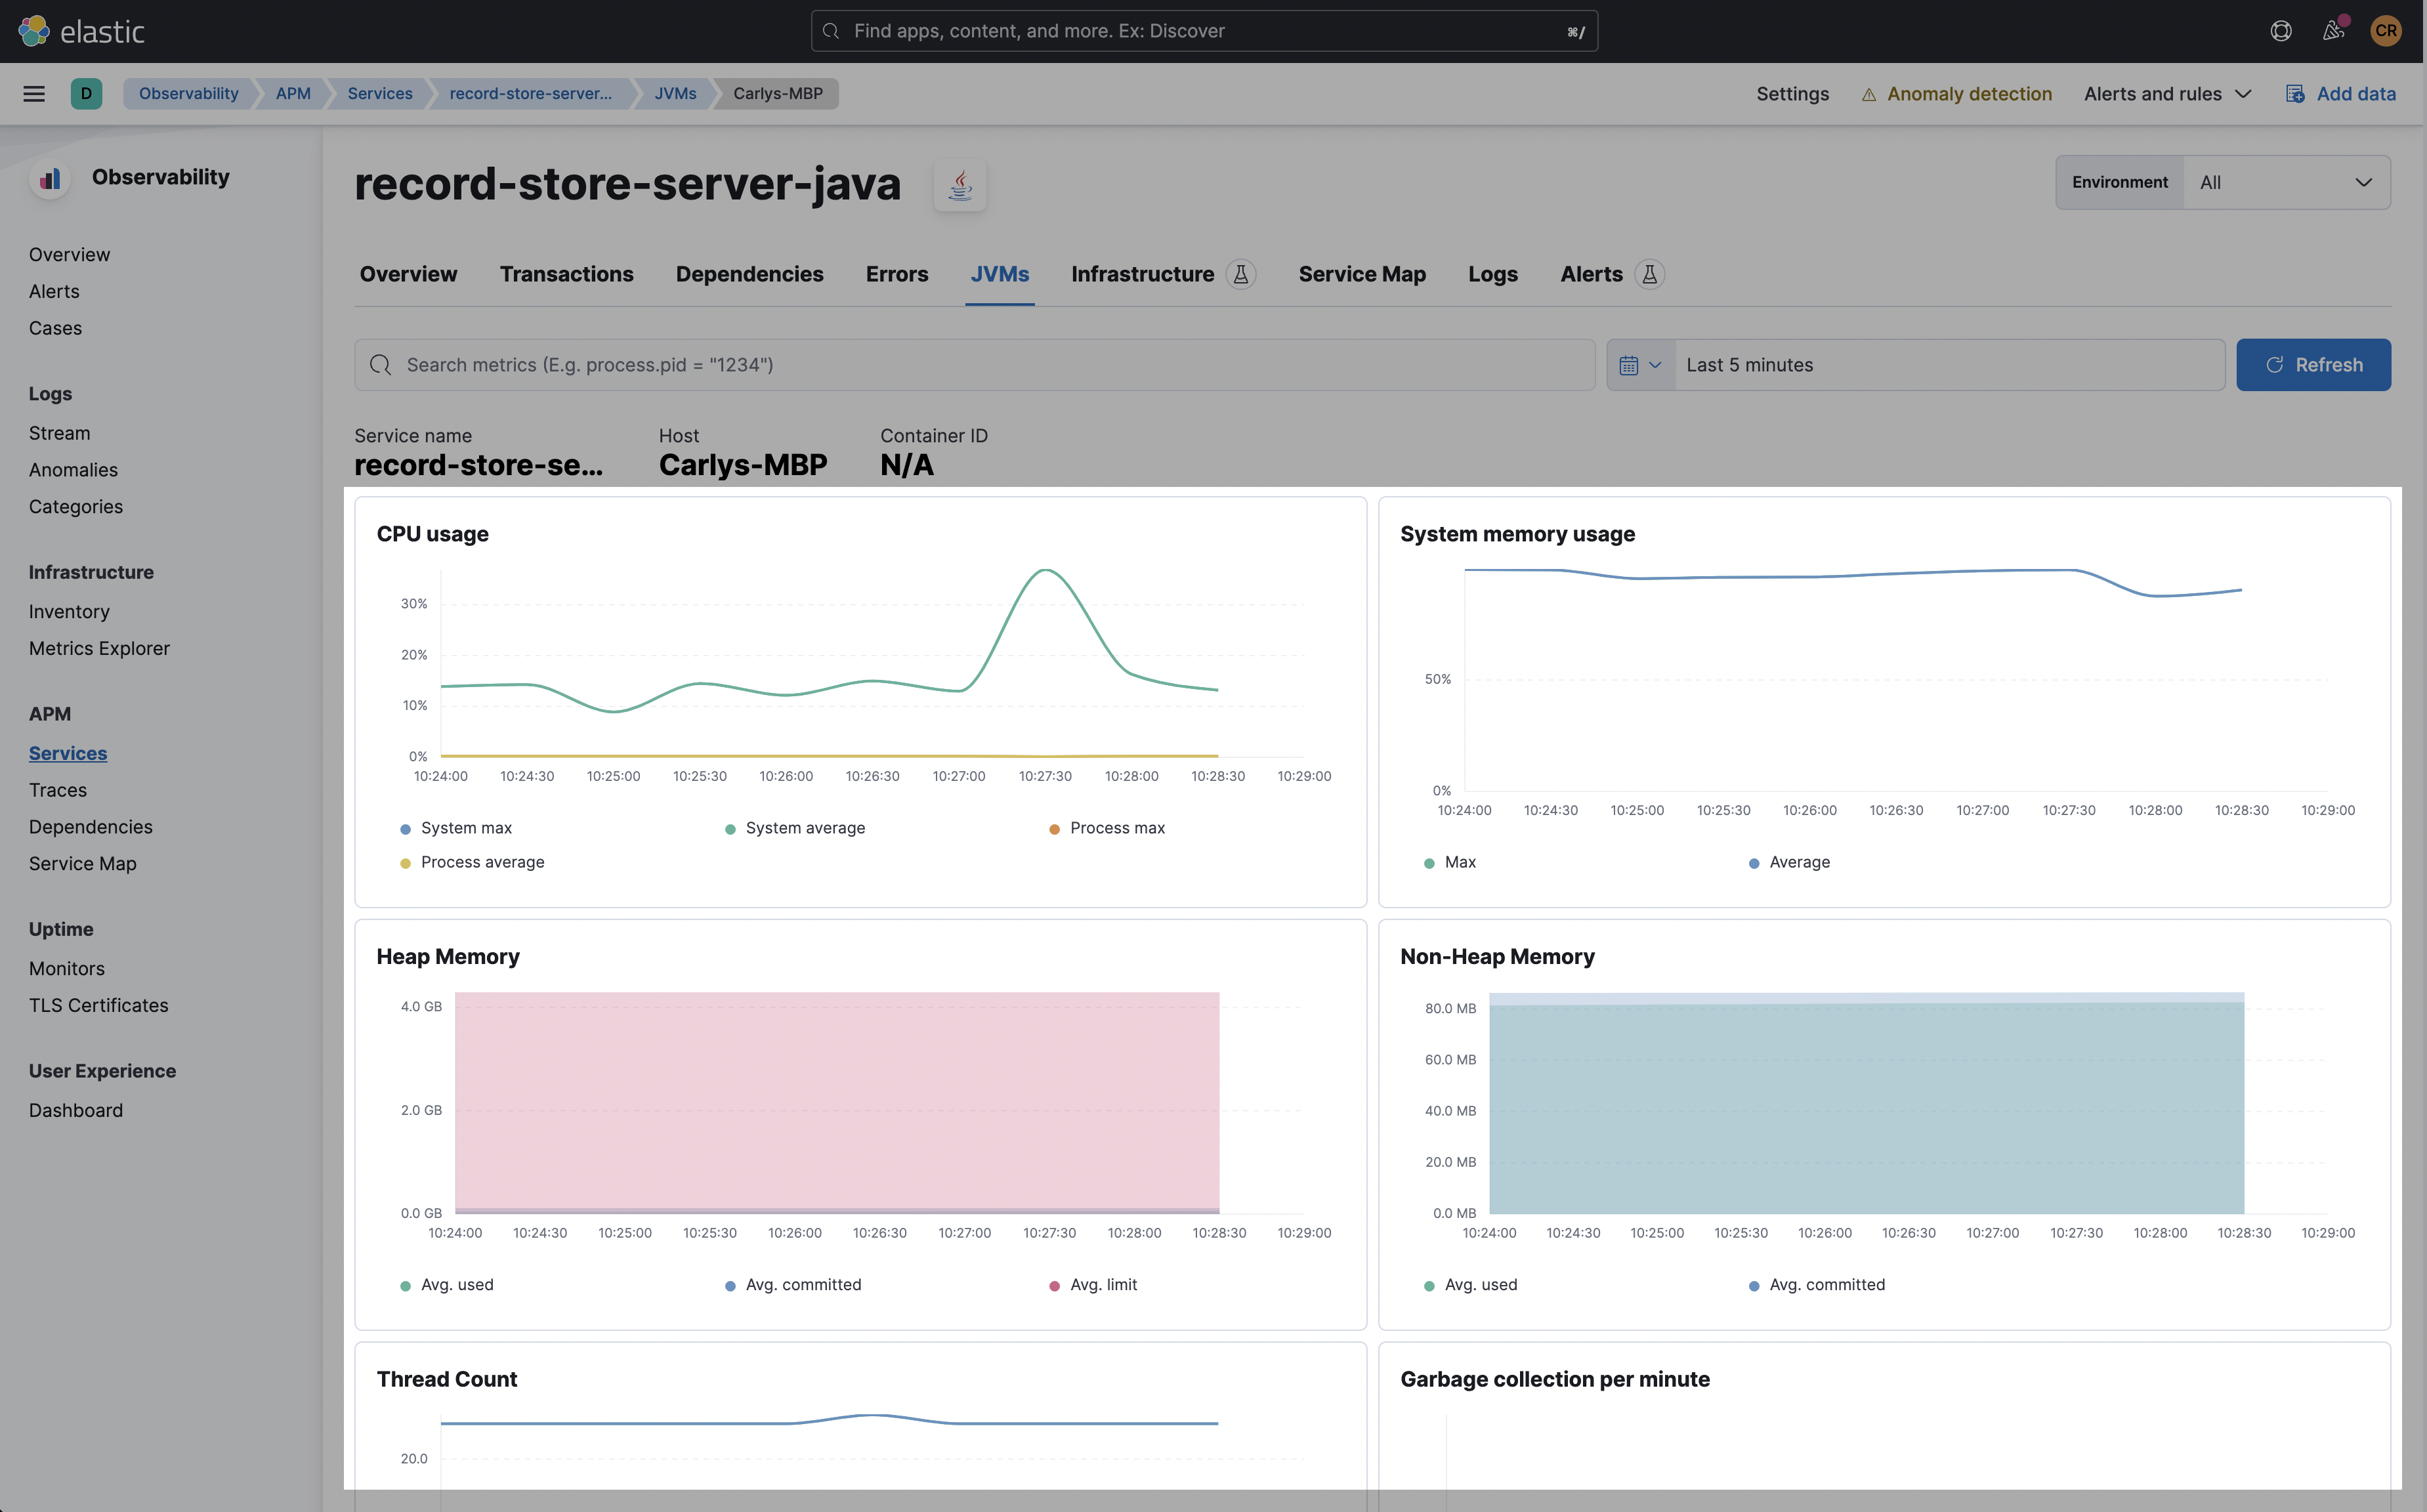 elastic
Find apps, content, and more. Ex: Discover
⌘/
CR
D
Observability
APM
Services
record-store-server...
JVMs
Carlys-MBP
Settings
Anomaly detection
Alerts and rules
Add data
Observability
Overview
Alerts
Cases
Logs
Stream
Anomalies
Categories
Infrastructure
Inventory
Metrics Explorer
APM
Services
Traces
Dependencies
Service Map
Uptime
Monitors
TLS Certificates
User Experience
Dashboard
record-store-server-java
Environment
All
Overview
Transactions
Dependencies
Errors
JVMs
Infrastructure
Service Map
Logs
Alerts
Search metrics (E.g. process.pid = "1234")
Last 5 minutes
Refresh
Service name
record-store-se...
Host
Carlys-MBP
Container ID
N/A
CPU usage
30%
20%
10%
0%
10:24:00 10:24:30 10:25:00 10:25:30 10:26:00 10:26:30 10:27:00 10:27:30 10:28:00 10:28:30 10:29:00
System max
System average
Process max
Process average
System memory usage
50%
0%
10:24:00 10:24:30 10:25:00 10:25:30 10:26:00 10:26:30 10:27:00 10:27:30 10:28:00 10:28:30 10:29:00
Max
Average
Heap Memory
4.0 GB
2.0 GB
0.0 GB
10:24:00 10:24:30 10:25:00 10:25:30 10:26:00 10:26:30 10:27:00 10:27:30 10:28:00 10:28:30 10:29:00
Avg. used
Avg. committed
Avg. limit
Non-Heap Memory
80.0 MB
60.0 MB
40.0 MB
20.0 MB
0.0 MB
10:24:00 10:24:30 10:25:00 10:25:30 10:26:00 10:26:30 10:27:00 10:27:30 10:28:00 10:28:30 10:29:00
Avg. used
Avg. committed
Thread Count
20.0
Garbage collection per minute